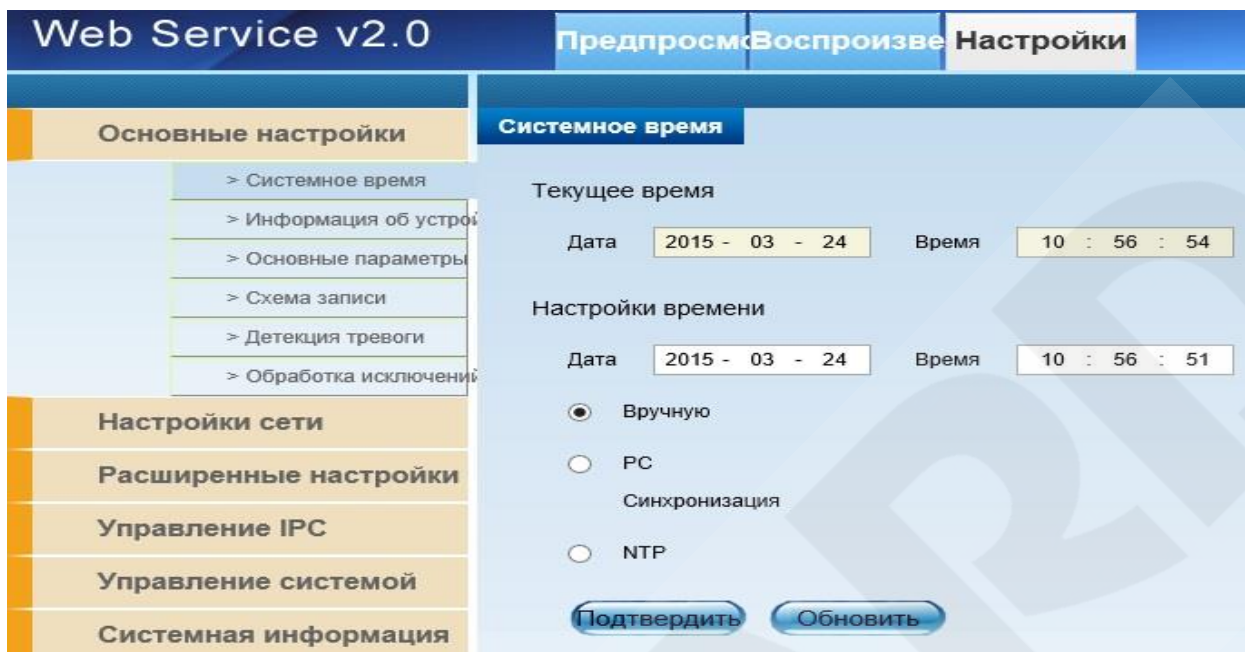 Web Service v2.0
Предпросм
Воспроизве
Настройки
Основные настройки
> Системное время
> Информация об устрой
> Основные параметры
> Схема записи
> Детекция тревоги
> Обработка исключений
Настройки сети
Расширенные настройки
Управление IPC
Управление системой
Системная информация
Системное время
Текущее время
Дата 2015 - 03 - 24 Время 10 : 56 : 54
Настройки времени
Дата 2015 - 03 - 24 Время 10 : 56 : 51
Вручную
PC
Синхронизация
NTP
Подтвердить Обновить